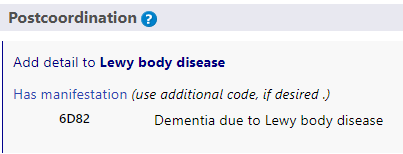 Postcoordination ?
Add detail to Lewy body disease
Has manifestation (use additional code, if desired .)
6D82 Dementia due to Lewy body disease